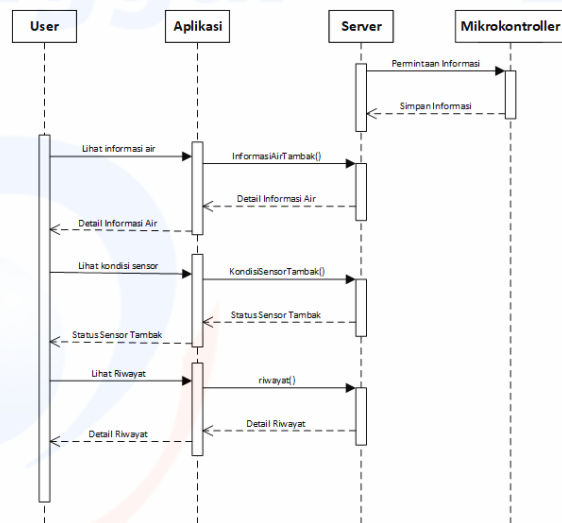 User
Aplikasi
Server
Mikrokontroller
Permintaan Informasi
Simpan Informasi
Lihat informasi air
InformasiAirTambak()
Detail Informasi Air
Detail Informasi Air
Lihat kondisi sensor
KondisiSensorTambak()
Status Sensor Tambak
Status Sensor Tambak
Lihat Riwayat
riwayat()
Detail Riwayat
Detail Riwayat